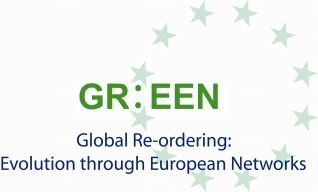 GR:EEN
Global Re-ordering:
Evolution through European Networks